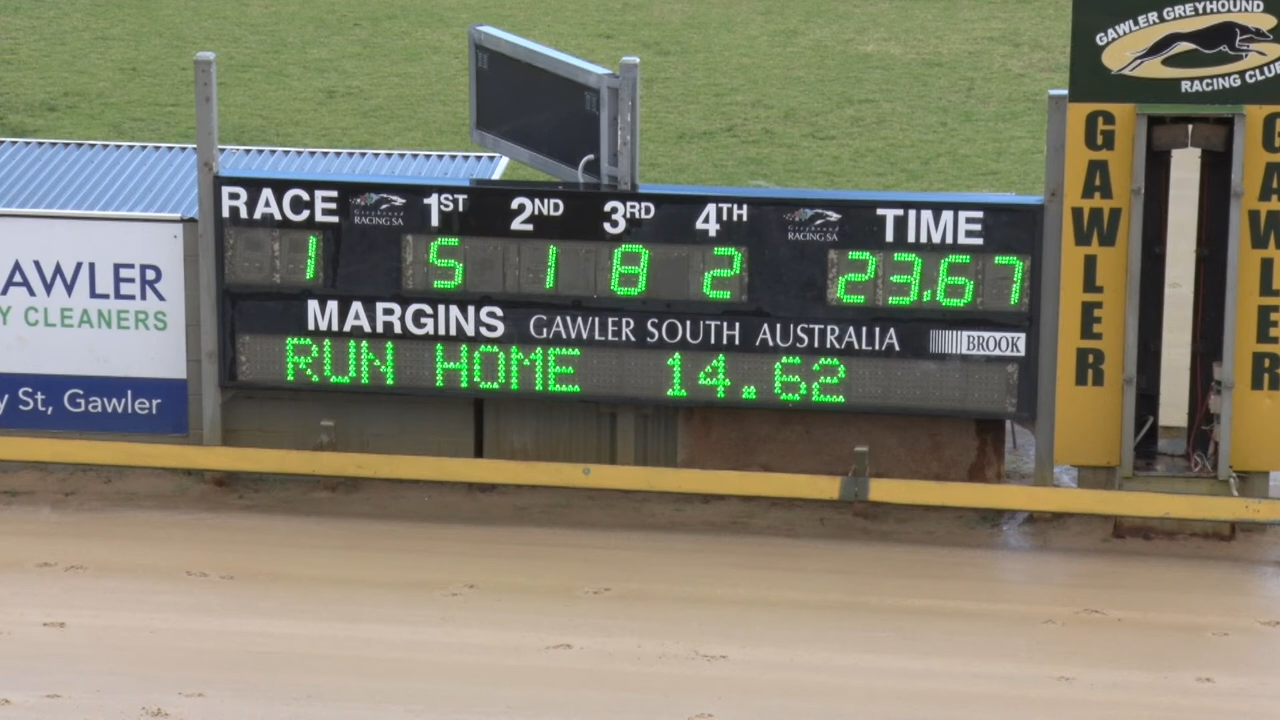 GAWLER GREYHOUND
RACING CLUB
GAWLER
GAWLER
RACE
Greyhound
RACING SA
1ST
2ND
3RD
4TH
Greyhound
RACING SA
TIME
1
5
1
8
2
23.67
MARGINS
GAWLER SOUTH AUSTRALIA
BROOK
RUN HOME 14.62
AWLER
Y CLEANERS
y St, Gawler